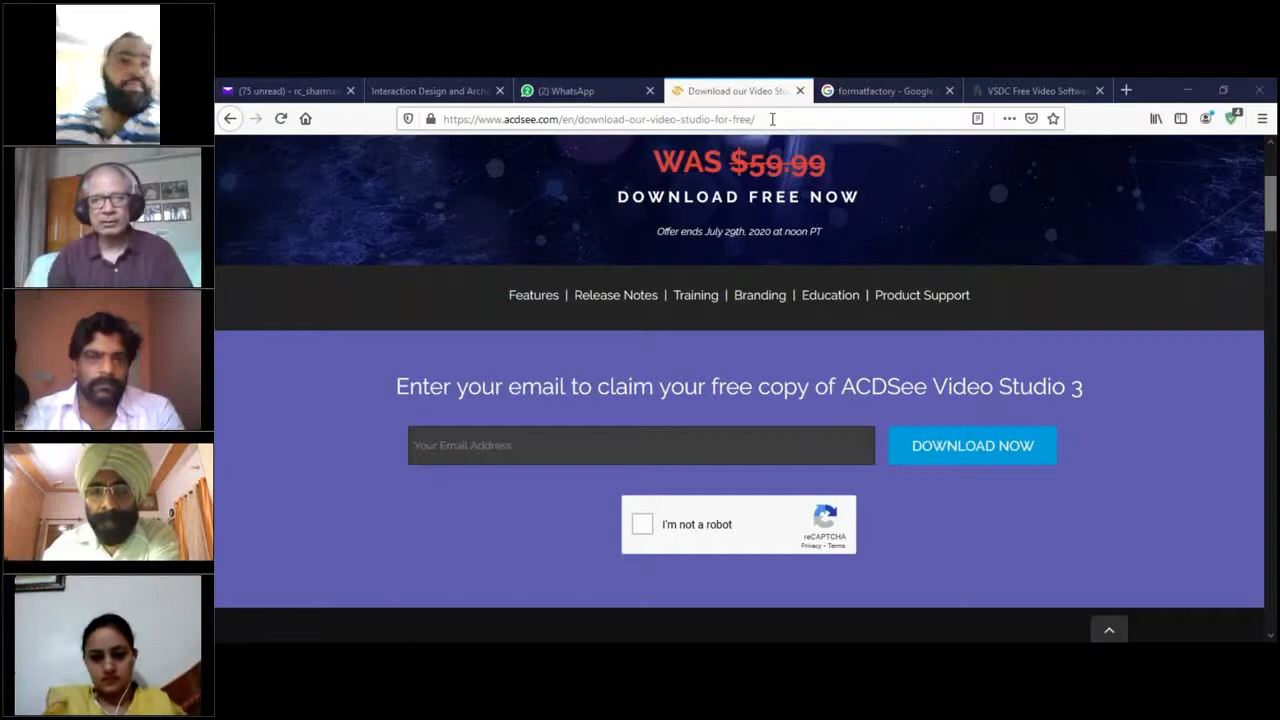 (75 unread) - rc_sharma
Interaction Design and Arch
(2) WhatsApp
Download our Video Stu
formatfactory - Google
VSDC Free Video Softwa
https://www.acdsee.com/en/download-our-video-studio-for-free/
4
WAS $59.99
DOWNLOAD FREE NOW
Offer ends July 29th, 2020 at noon PT
Features | Release Notes | Training | Branding | Education | Product Support
Enter your email to claim your free copy of ACDSee Video Studio 3
Your Email Address
DOWNLOAD NOW
I'm not a robot
reCAPTCHA
Privacy - Terms